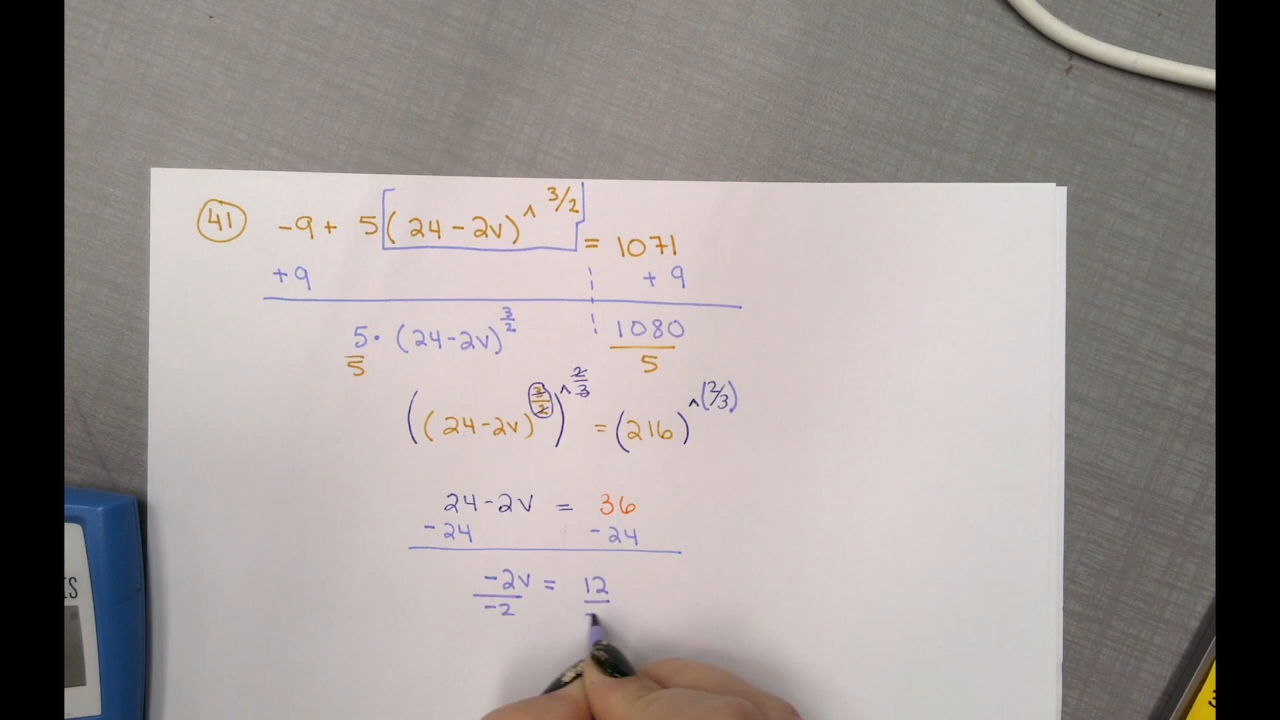 41 -9 + 5(24-2v)^3/2 = 1071
+9 +9
5·(24-2v)^3/2 1080
5 5
((24-2v)^3/2)^2/3 = (216)^(2/3)
24-2v = 36
-24 -24
-2v = 12
-2 -